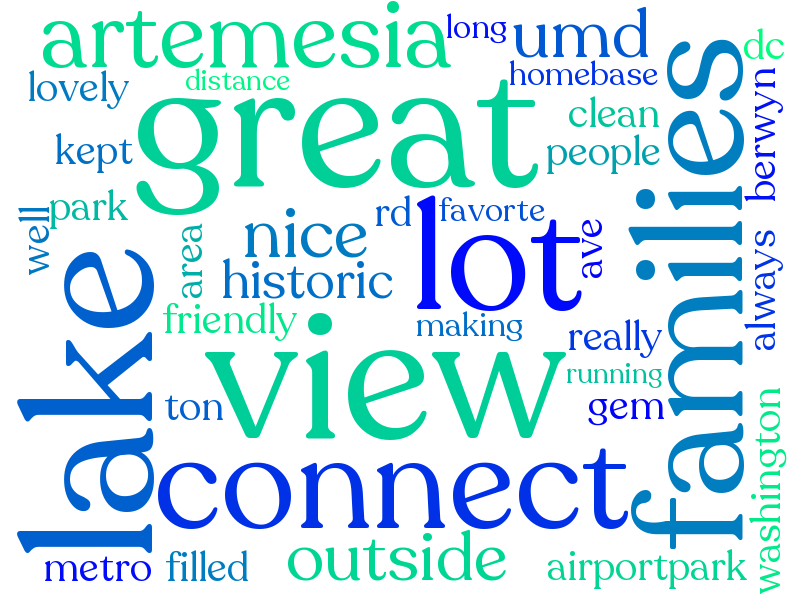 artemesia
long
umd
dc
lovely
distance
homebase
great
families
clean
kept
people
berwyn
park
well
nice
rd
favorte
lot
ave
area
historic
lake
always
friendly
making
really
view
running
ton
gem
washington
connect
outside
metro
filled
airportpark